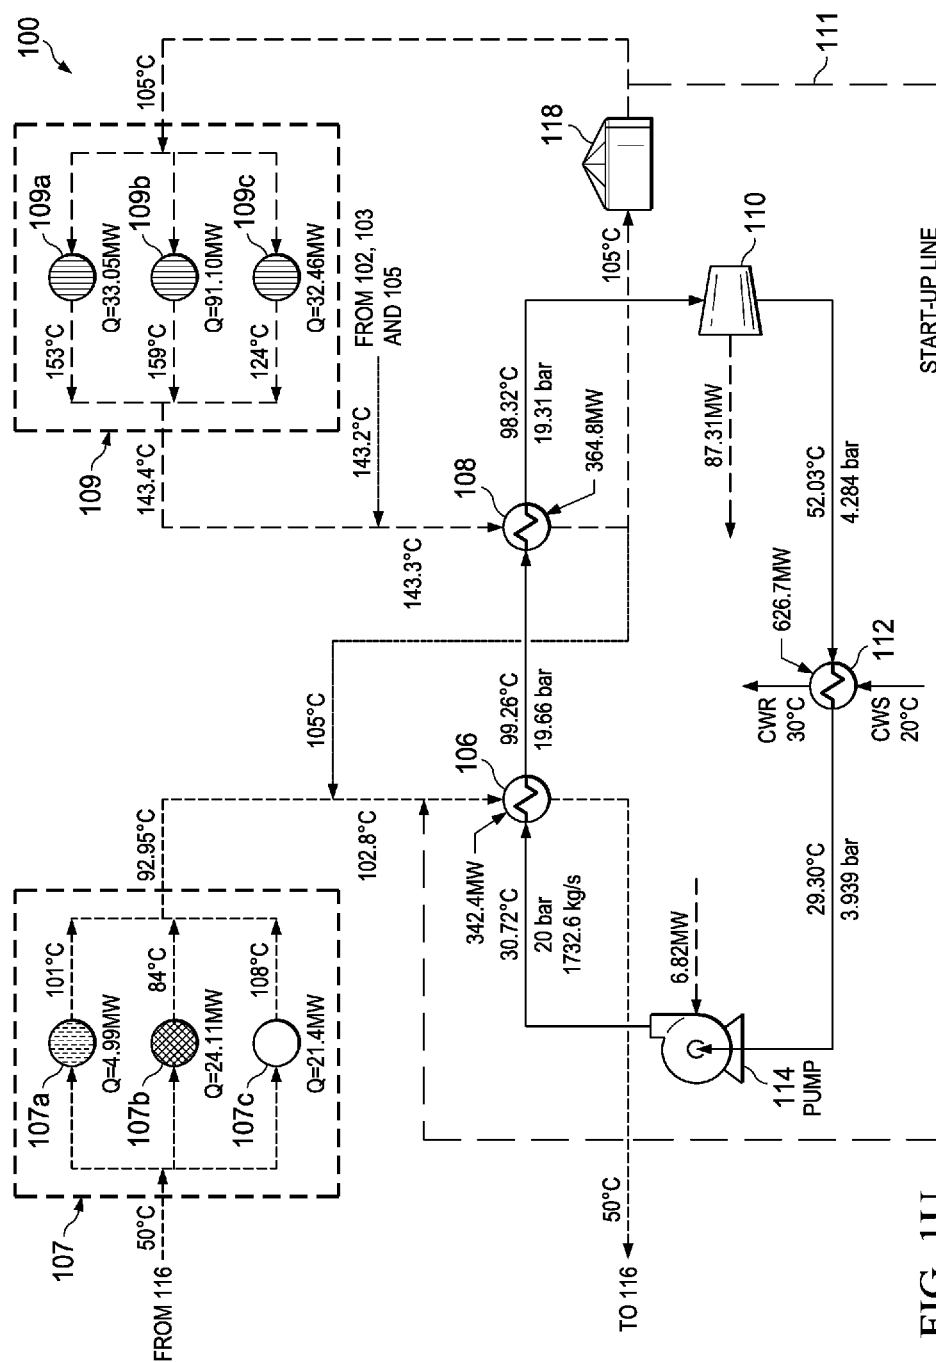 100
107
FROM 116
50°C
107a
Q=4.99MW
101°C
107b
Q=24.11MW
84°C
107c
Q=21.4MW
108°C
92.95°C
105°C
102.8°C
109
143.4°C
109a
153°C
Q=33.05MW
109b
159°C
Q=91.10MW
109c
124°C
Q=32.46MW
105°C
FROM 102, 103
AND 105
143.2°C
143.3°C
342.4MW
106
30.72°C
20 bar
1732.6 kg/s
99.26°C
19.66 bar
108
98.32°C
19.31 bar
364.8MW
105°C
118
111
50°C
TO 116
6.82MW
114
PUMP
87.31MW
110
52.03°C
4.284 bar
626.7MW
112
CWR
30°C
CWS
20°C
29.30°C
3.939 bar
START-UP LINE